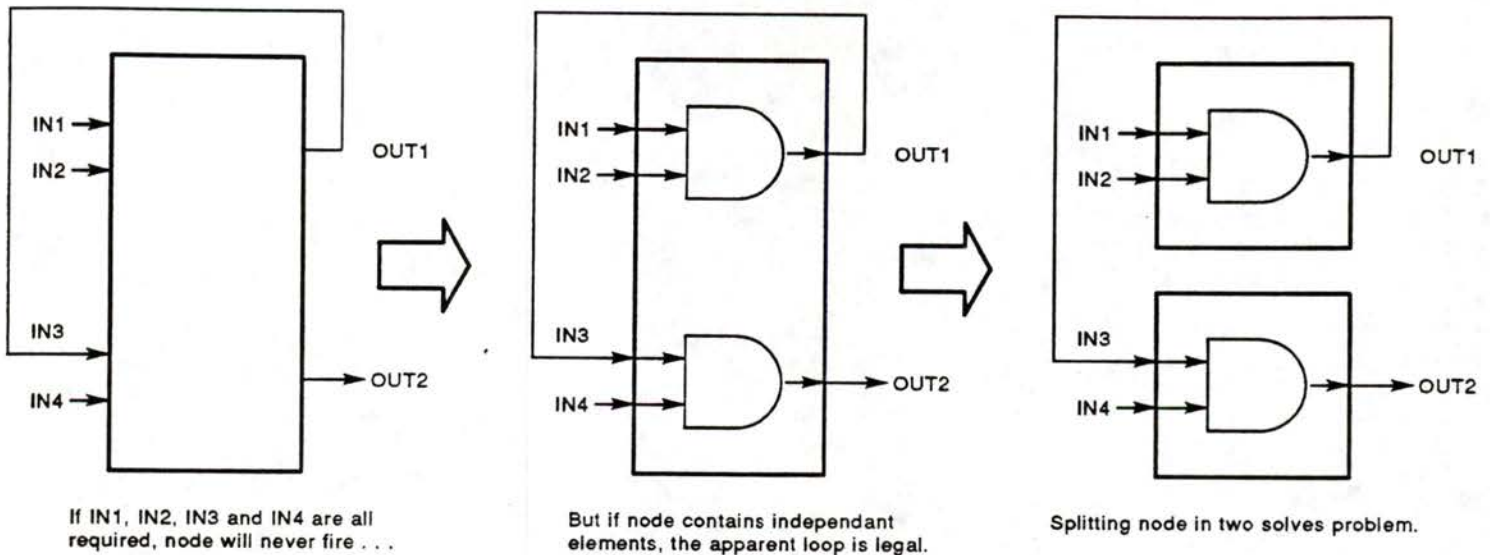 IN1
IN2
OUT1
IN3
OUT2
IN4
If IN1, IN2, IN3 and IN4 are all
required, node will never fire . . .
IN1
IN2
OUT1
IN3
OUT2
IN4
But if node contains independant
elements, the apparent loop is legal.
IN1
IN2
OUT1
IN3
OUT2
IN4
Splitting node in two solves problem.